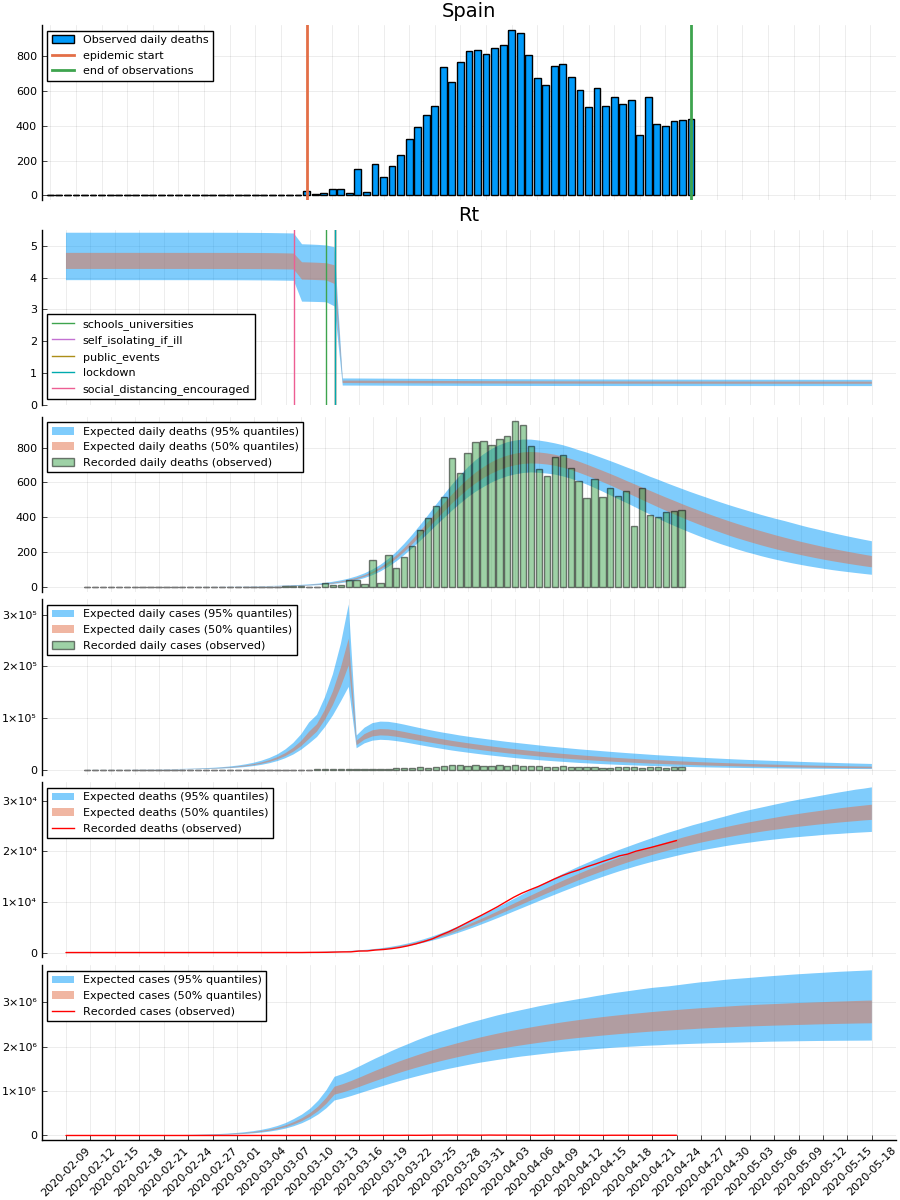 Spain
Observed daily deaths
epidemic start
end of observations
800
600
400
200
0
Rt
5
4
3
2
1
0
schools_universities
self_isolating_if_ill
public_events
lockdown
social_distancing_encouraged
Expected daily deaths (95% quantiles)
Expected daily deaths (50% quantiles)
Recorded daily deaths (observed)
800
600
400
200
0
Expected daily cases (95% quantiles)
Expected daily cases (50% quantiles)
Recorded daily cases (observed)
3×10⁵
2×10⁵
1×10⁵
0
Expected deaths (95% quantiles)
Expected deaths (50% quantiles)
Recorded deaths (observed)
3×10⁴
2×10⁴
1×10⁴
0
Expected cases (95% quantiles)
Expected cases (50% quantiles)
Recorded cases (observed)
3×10⁶
2×10⁶
1×10⁶
0
2020-02-09
2020-02-12
2020-02-15
2020-02-18
2020-02-21
2020-02-24
2020-02-27
2020-03-01
2020-03-04
2020-03-07
2020-03-10
2020-03-13
2020-03-16
2020-03-19
2020-03-22
2020-03-25
2020-03-28
2020-03-31
2020-04-03
2020-04-06
2020-04-09
2020-04-12
2020-04-15
2020-04-18
2020-04-21
2020-04-24
2020-04-27
2020-04-30
2020-05-03
2020-05-06
2020-05-09
2020-05-12
2020-05-15
2020-05-18